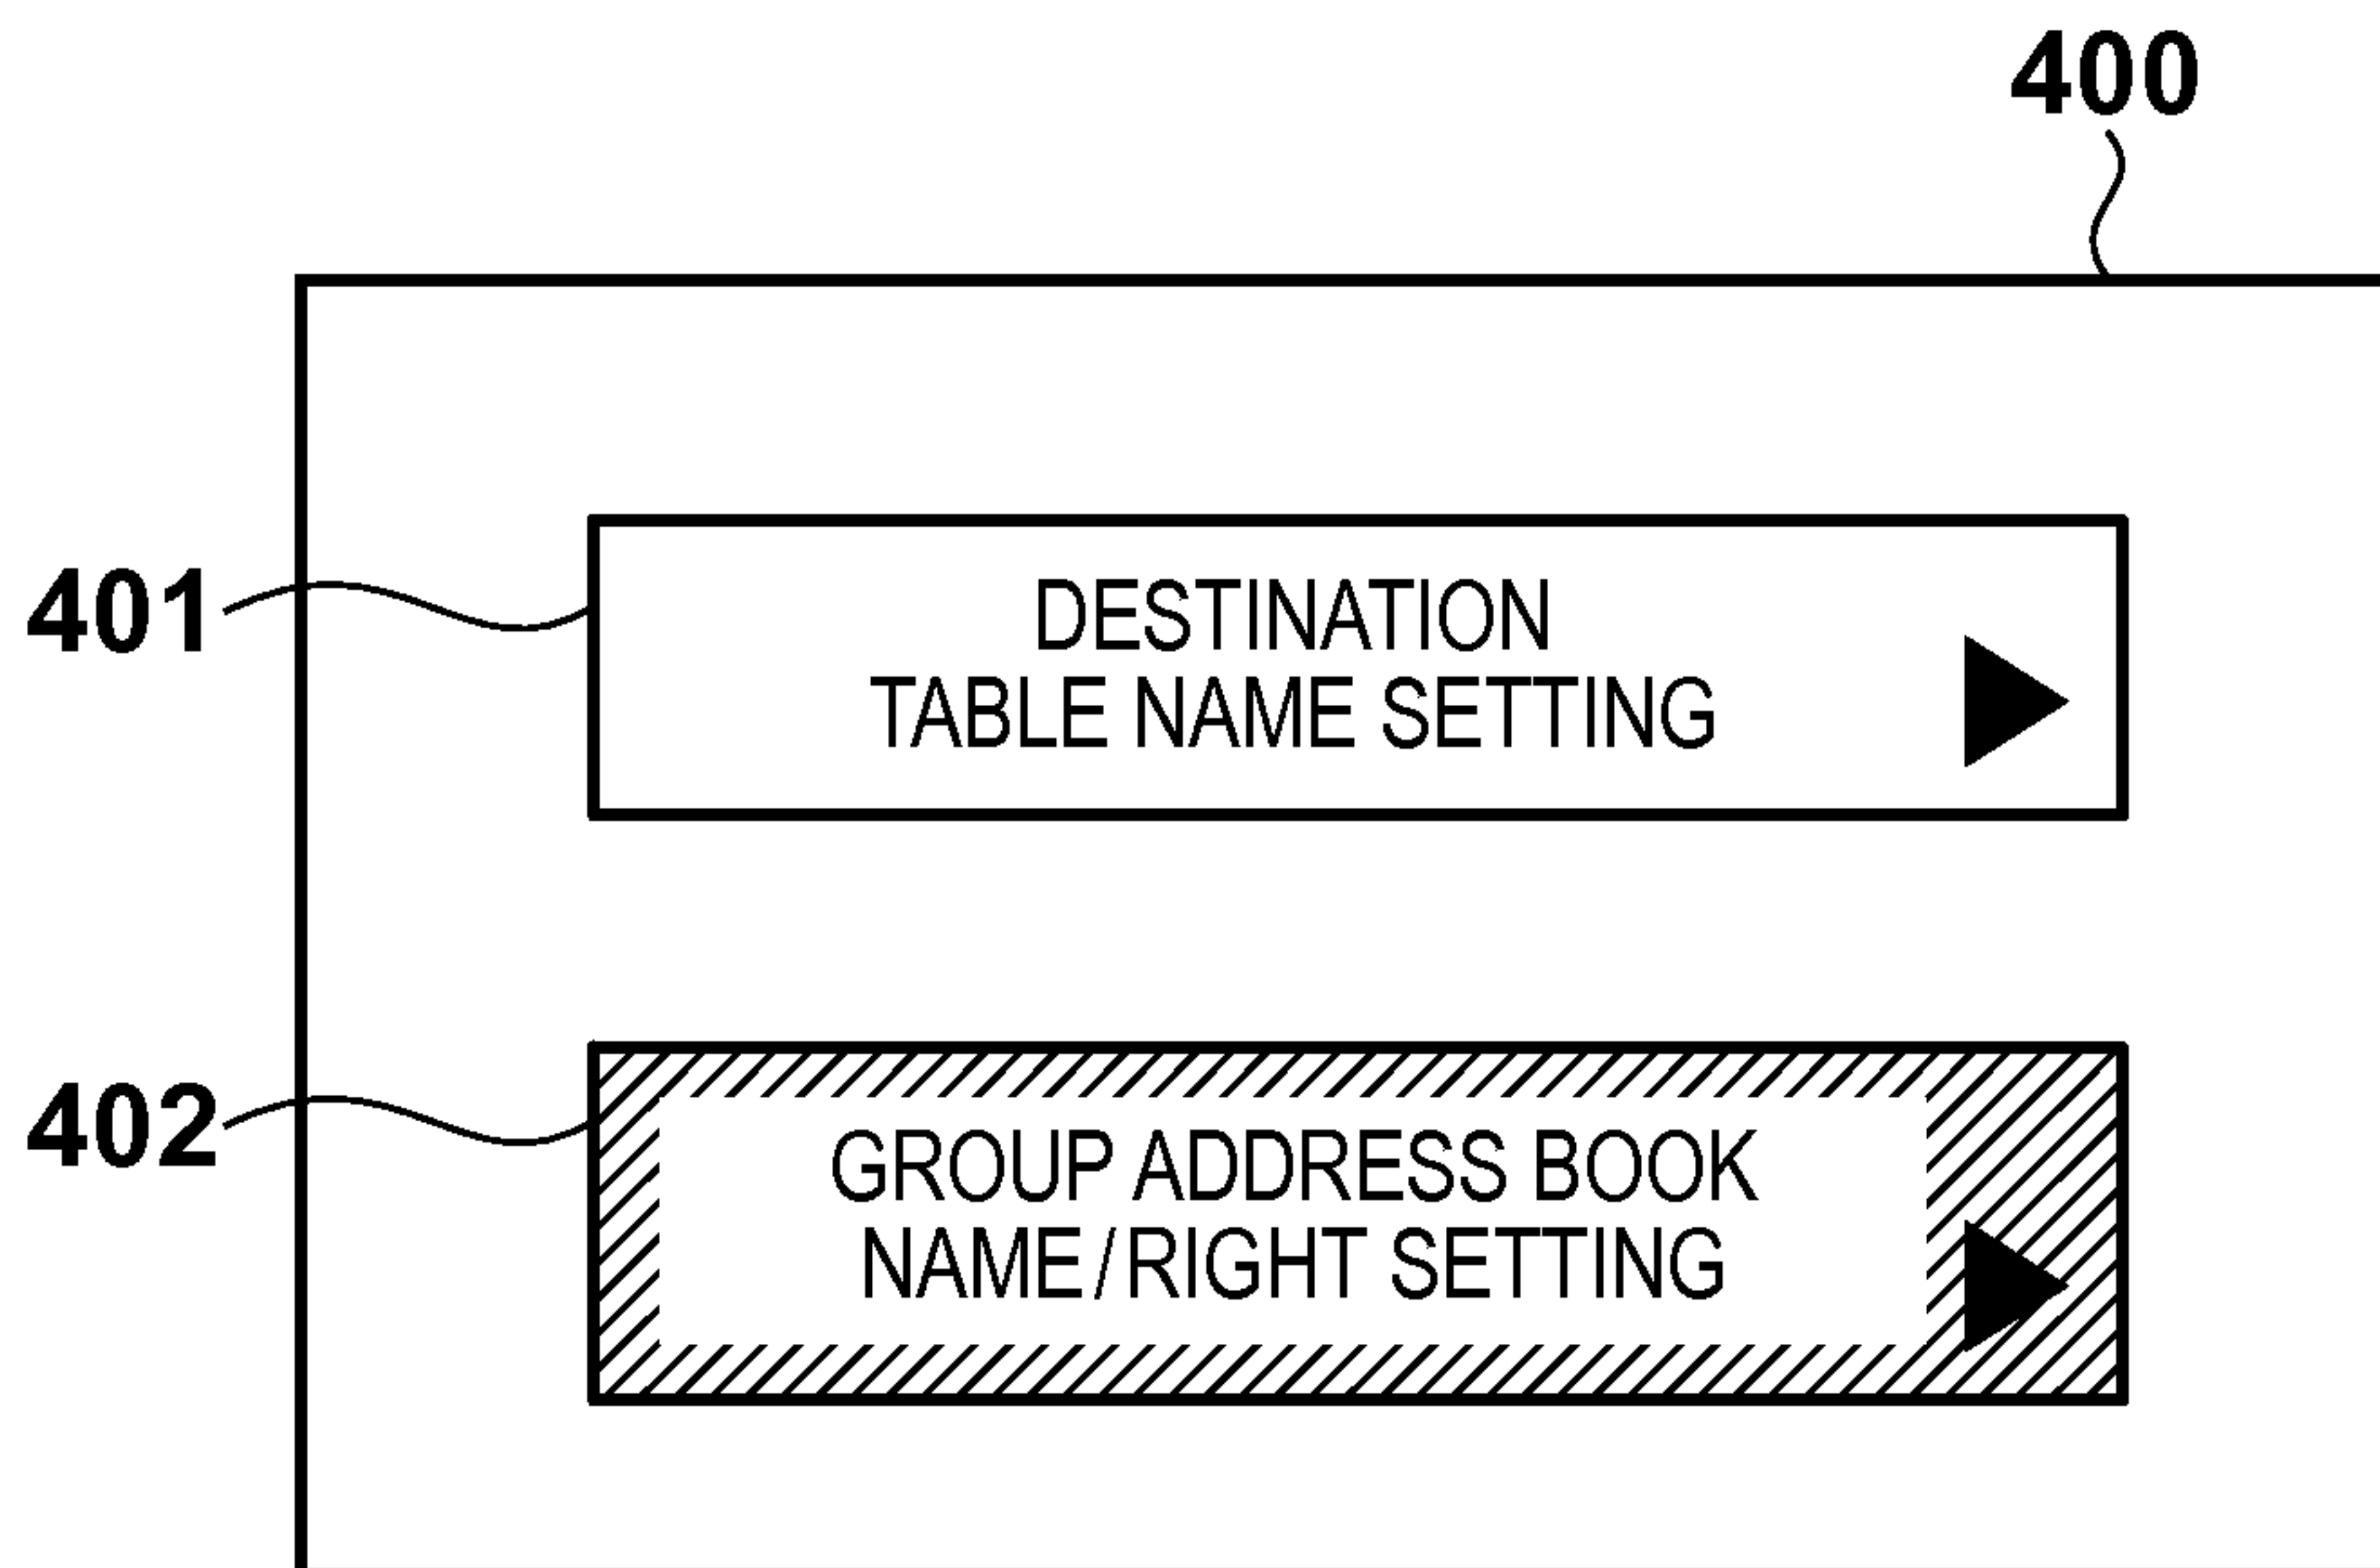 400
401
DESTINATION
TABLE NAME SETTING
402
GROUP ADDRESS BOOK
NAME/RIGHT SETTING